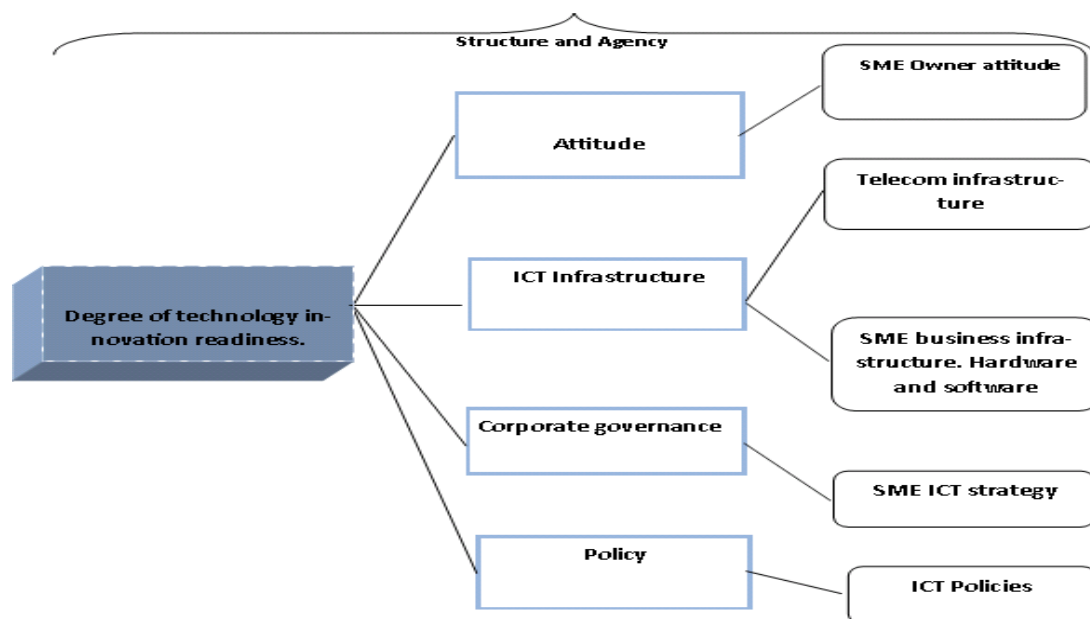 Structure and Agency
SME Owner attitude
Attitude
Telecom infrastruc-
ture
ICT Infrastructure
Degree of technology in-
novation readiness.
SME business infra-
structure. Hardware
and software
Corporate governance
SME ICT strategy
Policy
ICT Policies